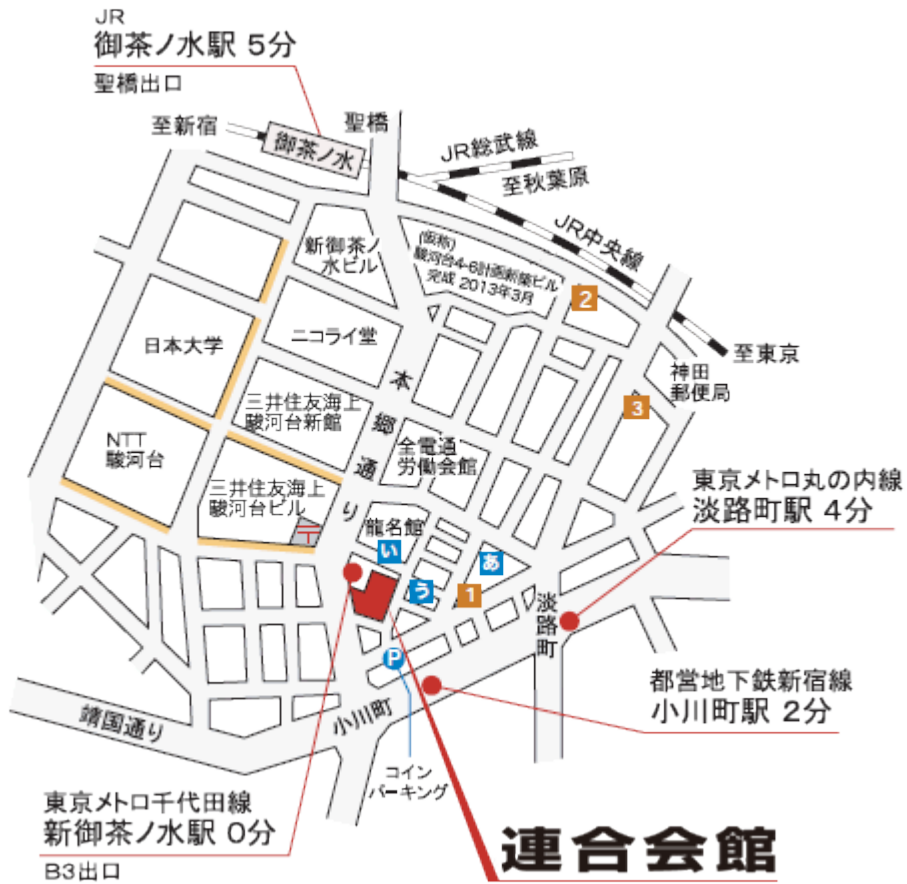 JR
御茶ノ水駅 5分
聖橋出口
至新宿
御茶ノ水
聖橋
JR総武線
至秋葉原
JR中央線
至東京
新御茶ノ
水ビル
(仮称)
駿河台4-6計画新築ビル
完成 2013年3月
2
日本大学
ニコライ堂
神田
郵便局
3
本郷通り
三井住友海上
駿河台新館
全電通
労働会館
NTT
駿河台
三井住友海上
駿河台ビル
〒
龍名館
い
あ
う
1
東京メトロ丸の内線
淡路町駅 4分
淡路町
P
都営地下鉄新宿線
小川町駅 2分
靖国通り
小川町
コイン
パーキング
東京メトロ千代田線
新御茶ノ水駅 0分
B3出口
連合会館